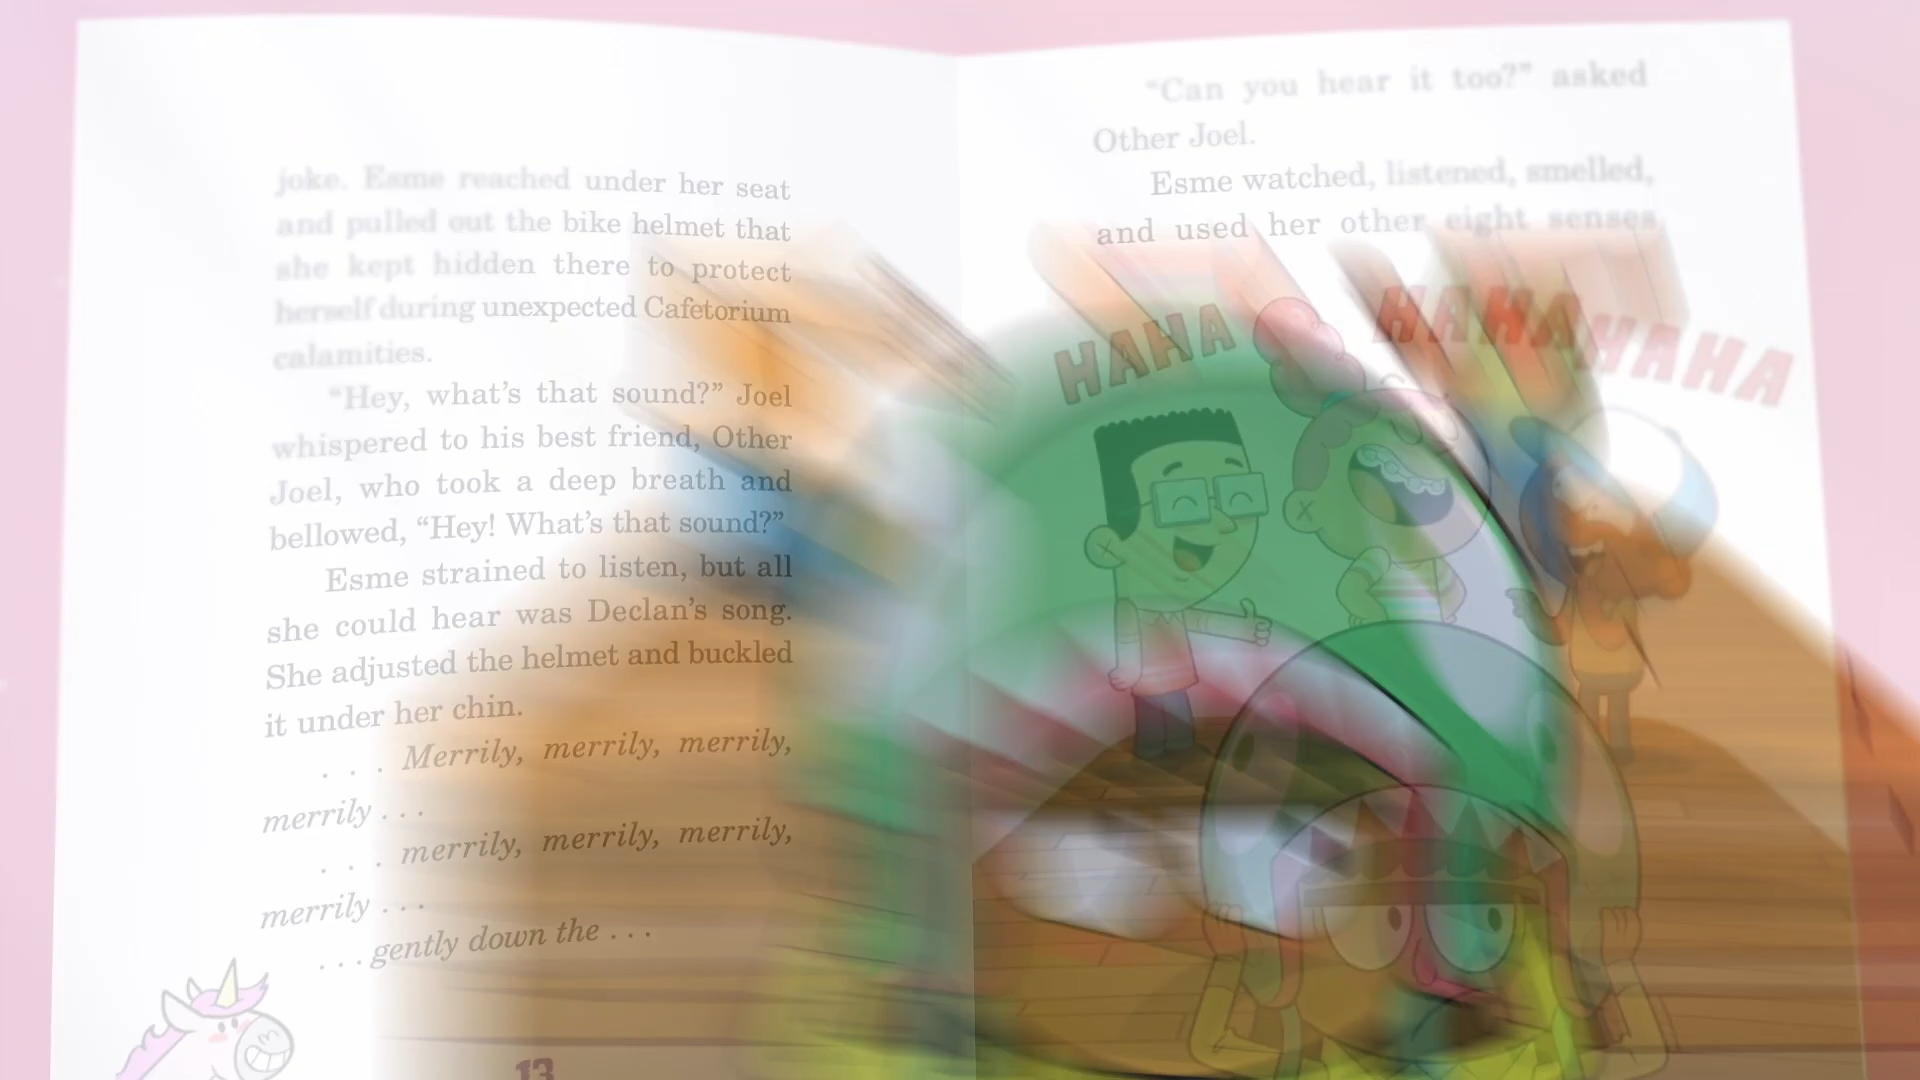 joke. Esme reached under her seat
and pulled out the bike helmet that
she kept hidden there to protect
herself during unexpected Cafetorium
calamities.
“Hey, what’s that sound?” Joel
whispered to his best friend, Other
Joel, who took a deep breath and
bellowed, “Hey! What’s that sound?”
Esme strained to listen, but all
she could hear was Declan’s song.
She adjusted the helmet and buckled
it under her chin.
. . . Merrily, merrily, merrily,
merrily . . .
. . . merrily, merrily, merrily,
merrily . . .
. . . gently down the . . .
13
“Can you hear it too?” asked
Other Joel.
Esme watched, listened, smelled,
and used her other eight senses
HAHA
HAHAHAHA